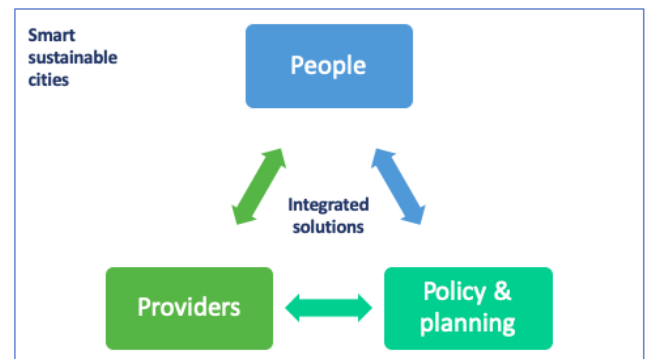 Smart
sustainable
cities
People
Integrated
solutions
Providers
Policy &
planning